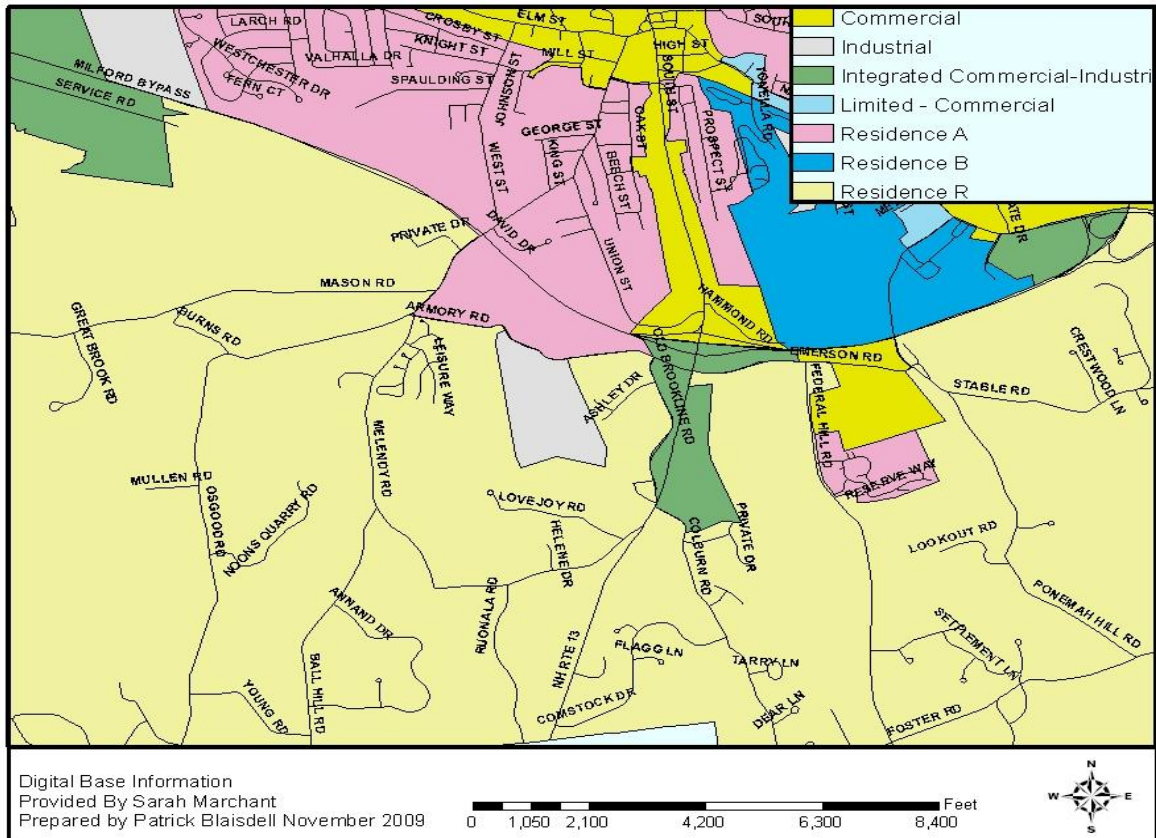 LARCH RD
CROSBY ST
ELM ST
KNIGHT ST
MILL ST
HIGH ST
WESTCHESTER DR
VALHALLA DR
FERN CT
SPAULDING ST
JOHNSON ST
SOUTH ST
MILFORD BYPASS
SERVICE RD
GEORGE ST
OAK ST
PROSPECT ST
KING ST
BEECH ST
WEST ST
DAVID DR
PRIVATE DR
UNION ST
MASON RD
ARMORY RD
HAMMOND RD
GREAT BROOK RD
BURNS RD
LEISURE WAY
OLD BROOKLINE RD
EMERSON RD
CRESTWOOD LN
ASHLEY DR
FEDERAL HILL RD
STABLE RD
MELENDY RD
MULLEN RD
OSGOOD RD
NOONS QUARRY RD
LOVEJOY RD
HELENE DR
COLBURN RD
PRIVATE DR
RESERVE WAY
LOOKOUT RD
PONEMAH HILL RD
ANNAND DR
RUONALA RD
NH RTE 13
FLAGG LN
TARRY LN
SETTLEMENT LN
BALL HILL RD
YOUNG RD
COMSTOCK DR
DEAR LN
FOSTER RD
Commercial
Industrial
Integrated Commercial-Industri
Limited - Commercial
Residence A
Residence B
Residence R
Digital Base Information
Provided By Sarah Marchant
Prepared by Patrick Blaisdell November 2009
Feet
0 1,050 2,100 4,200 6,300 8,400
N
W E
S